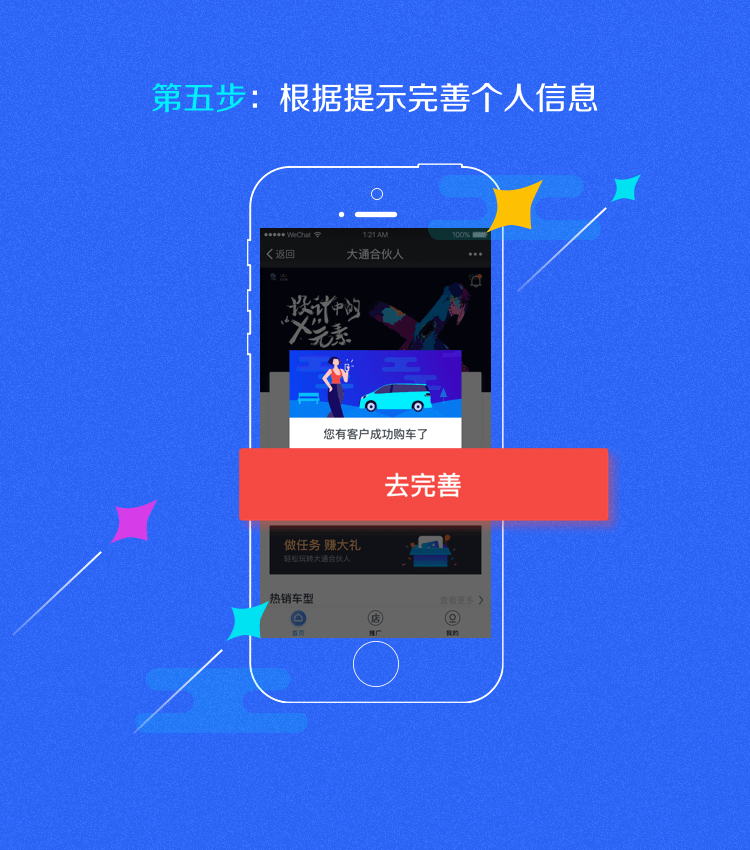 第五步：根据提示完善个人信息
WeChat 1:21 AM 100%
返回 大通合伙人
设计中的
"X"元素
您有客户成功购车了
去完善
做任务 赚大礼
轻松玩转大通合伙人
热销车型 查看更多
首页 推广 我的
店